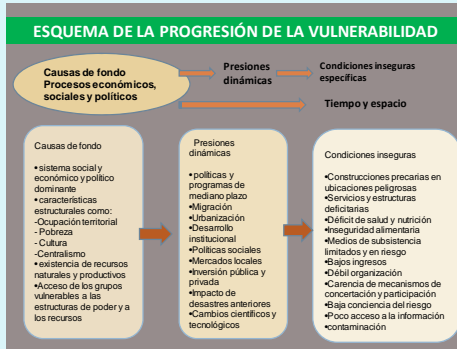 ESQUEMA DE LA PROGRESIÓN DE LA VULNERABILIDAD
Causas de fondo
Procesos económicos,
sociales y políticos
Presiones
dinámicas
Condiciones inseguras
específicas
Tiempo y espacio
Causas de fondo
•sistema social y
económico y político
dominante
• características
estructurales como:
-Ocupación territorial
- Pobreza
- Cultura
- Centralismo
• existencia de recursos
naturales y productivos
•Acceso de los grupos
vulnerables a las
estructuras de poder y a
los recursos
Presiones
dinámicas
•políticas y
programas de
mediano plazo
•Migración
•Urbanización
•Desarrollo
institucional
•Políticas sociales
•Mercados locales
•Inversión pública y
privada
•Impacto de
desastres anteriores
•Cambios científicos y
tecnológicos
Condiciones inseguras
•Construcciones precarias en
ubicaciones peligrosas
•Servicios y estructuras
deficitarias
•Déficit de salud y nutrición
•Inseguridad alimentaria
•Medios de subsistencia
limitados y en riesgo
•Bajos ingresos
•Débil organización
•Carencia de mecanismos de
concertación y participación
•Baja conciencia del riesgo
•Poco acceso a la información
•contaminación